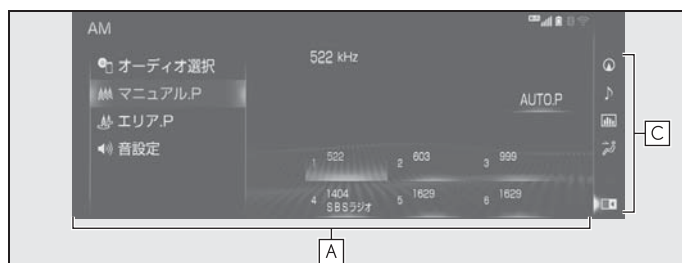 AM
522 kHz
オーディオ選択
マニュアル.P
エリア.P
音設定
AUTO.P
1 522
2 603
3 999
4 1404
SBSラジオ
5 1629
6 1629
A
C